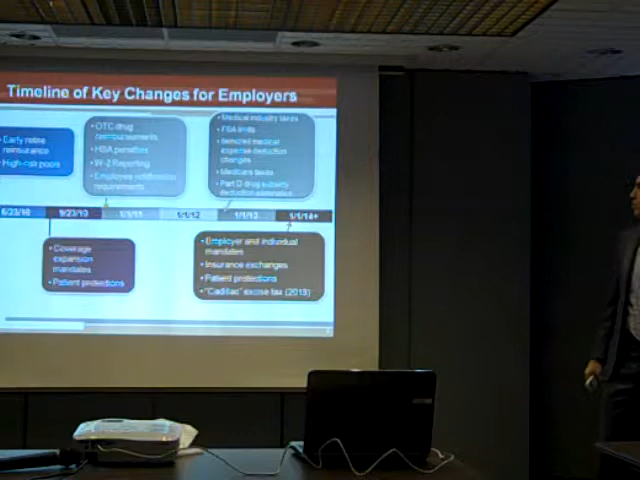 Timeline of Key Changes for Employers
• Early retiree
reinsurance
• High-risk pools
• OTC drug
reimbursements
• HSA penalties
• W-2 Reporting
• Employee notification
requirements
• Medical industry taxes
• FSA limits
• Itemized medical
expense deduction
changes
• Medicare taxes
• Part D drug subsidy
deduction
6/23/10 9/23/10 1/1/11 1/1/12 1/1/13 1/1/14+
• Coverage
expansion
mandates
• Patient protections
• Employer and individual
mandates
• Insurance exchanges
• Patient protections
• "Cadillac" excise tax (2018)